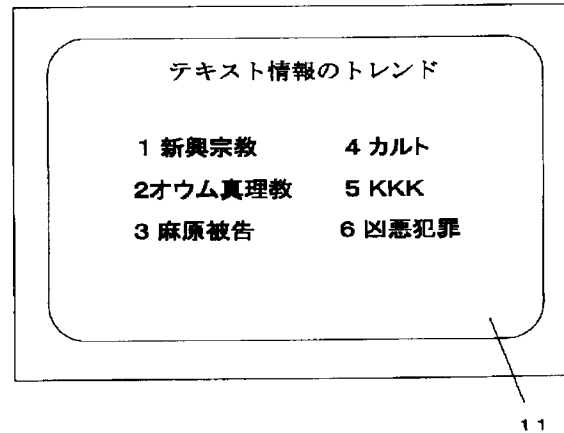 テキスト情報のトレンド
1 新興宗教
2オウム真理教
3 麻原被告
4 カルト
5 KKK
6 凶悪犯罪
11